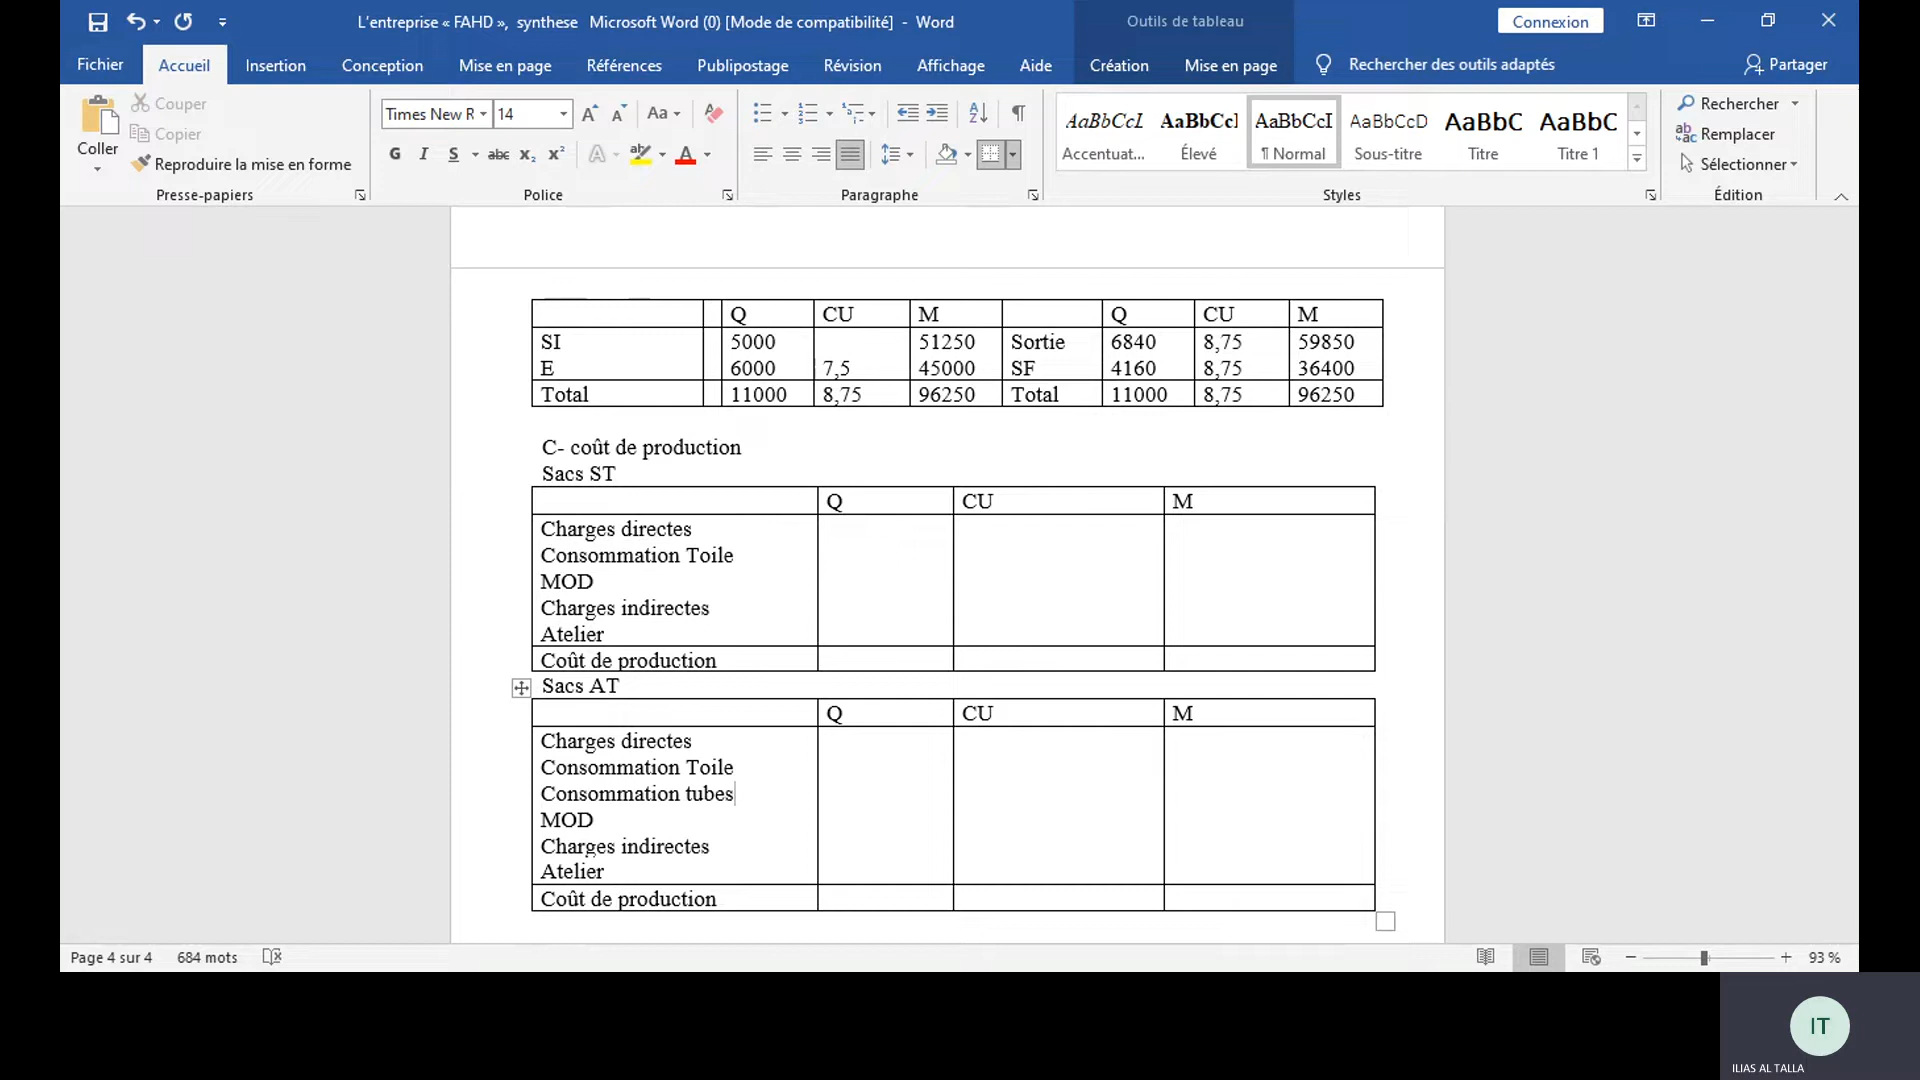 L'entreprise « FAHD », synthese Microsoft Word (0) [Mode de compatibilité] - Word
Outils de tableau
Connexion
Fichier Accueil Insertion Conception Mise en page Références Publipostage Révision Affichage Aide Création Mise en page Rechercher des outils adaptés Partager
Coller
Couper
Copier
Reproduire la mise en forme
Presse-papiers
Times New R 14
G I S abc x₂ x²
Police
Paragraphe
AaBbCcL AaBbCcI AaBbCcI AaBbCcD AaBbC AaBbC
Accentuat... Élevé ¶ Normal Sous-titre Titre Titre 1
Styles
Rechercher
Remplacer
Sélectionner
Édition
Q CU M Q CU M
SI 5000 51250 Sortie 6840 8,75 59850
E 6000 7,5 45000 SF 4160 8,75 36400
Total 11000 8,75 96250 Total 11000 8,75 96250
C- coût de production
Sacs ST
Q CU M
Charges directes
Consommation Toile
MOD
Charges indirectes
Atelier
Coût de production
Sacs AT
Q CU M
Charges directes
Consommation Toile
Consommation tubes
MOD
Charges indirectes
Atelier
Coût de production
Page 4 sur 4 684 mots 93 %
IT
ILIAS AL TALLA